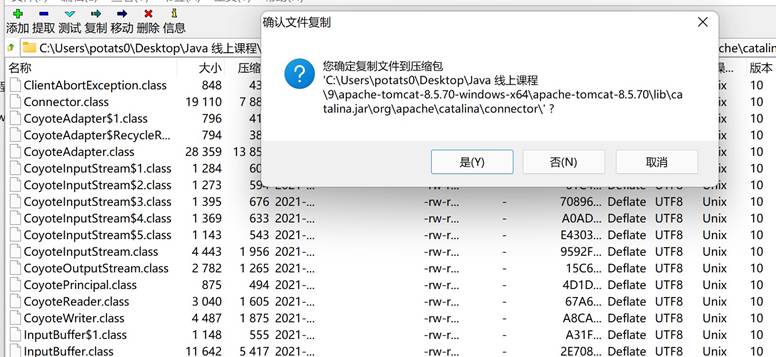 添加 提取 测试 复制 移动 删除 信息
C:\Users\potats0\Desktop\Java 线上课程\
ache\catalina
确认文件复制
您确定复制文件到压缩包
'C:\Users\potats0\Desktop\Java 线上课程
\9\apache-tomcat-8.5.70-windows-x64\apache-tomcat-8.5.70\lib\ca
talina.jar\org\apache\catalina\connector\' ?
是(Y) 否(N) 取消
名称 大小 压缩 版本
ClientAbortException.class 848 10
Connector.class 19 110 7 88 nix 10
CoyoteAdapter$1.class 796 41 nix 10
CoyoteAdapter$RecycleR... 794 38 nix 10
CoyoteAdapter.class 28 359 13 85 nix 10
CoyoteInputStream$1.class 1 284 nix 10
CoyoteInputStream$2.class 1 273 594 2021-... -rw-r... - Deflate UTF8 Unix 10
CoyoteInputStream$3.class 1 395 676 2021-... -rw-r... - 70896... Deflate UTF8 Unix 10
CoyoteInputStream$4.class 1 369 633 2021-... -rw-r... - A0AD... Deflate UTF8 Unix 10
CoyoteInputStream$5.class 1 143 543 2021-... -rw-r... - E4303... Deflate UTF8 Unix 10
CoyoteInputStream.class 4 443 1 956 2021-... -rw-r... - 9592F... Deflate UTF8 Unix 10
CoyoteOutputStream.class 2 782 1 265 2021-... -rw-r... - 15C6... Deflate UTF8 Unix 10
CoyotePrincipal.class 875 494 2021-... -rw-r... - 4D1D... Deflate UTF8 Unix 10
CoyoteReader.class 3 040 1 605 2021-... -rw-r... - 67A6... Deflate UTF8 Unix 10
CoyoteWriter.class 4 487 1 875 2021-... -rw-r... - A8CA... Deflate UTF8 Unix 10
InputBuffer$1.class 1 148 555 2021-... -rw-r... - A31F... Deflate UTF8 Unix 10
InputBuffer.class 11 642 5 417 2021-... -rw-r... - 2E708... Deflate UTF8 Unix 10